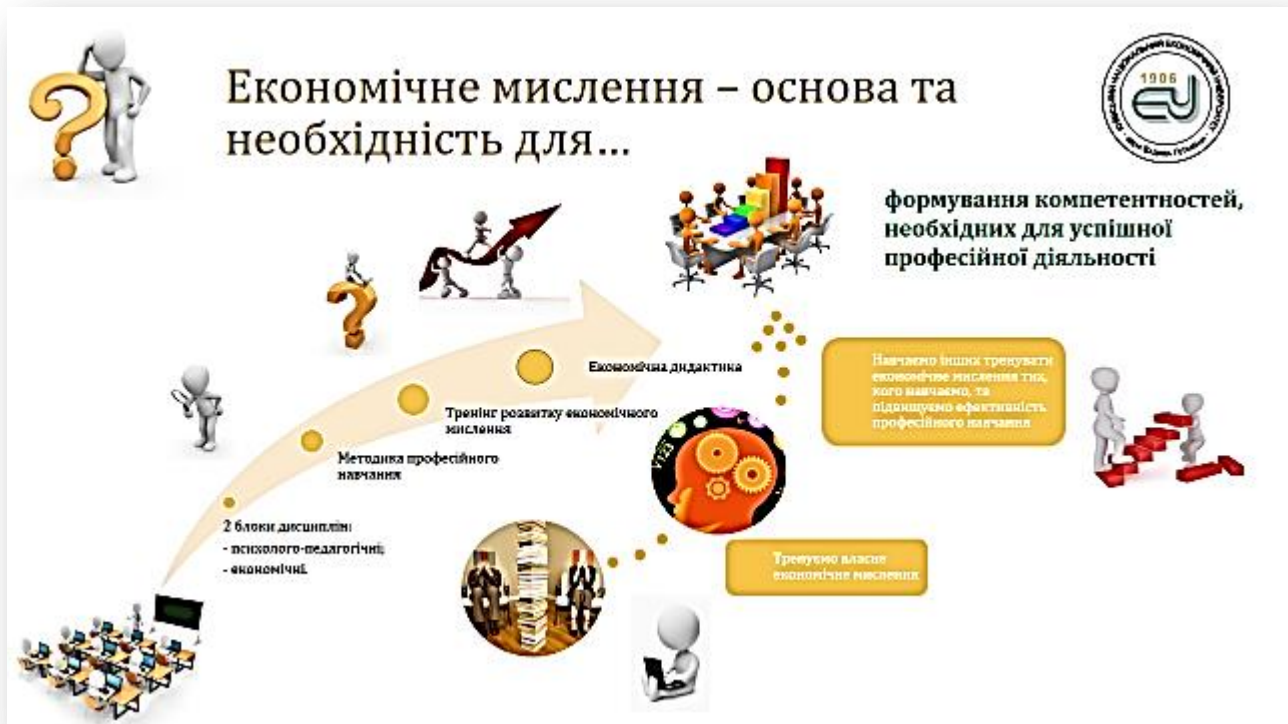 Економічне мислення – основа та
необхідність для...
1906
формування компетентностей,
необхідних для успішної
професійної діяльності
Економічна дидактика
Тренінг розвитку економічного
мислення
Методика професійного
навчання
2 блоки дисциплін:
- психолого-педагогічні;
- економічні.
Навчаємо інших тренувати
економічне мислення тих,
кого навчаємо, та
підвищуємо ефективність
професійного навчання
Тренуємо власне
економічне мислення